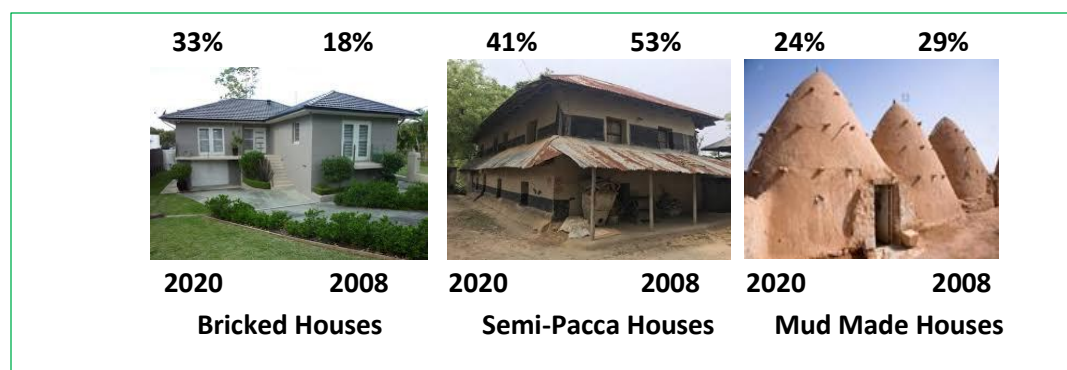 33% 18% 41% 53% 24% 29%
2020 2008 2020 2008 2020 2008
Bricked Houses Semi-Pacca Houses Mud Made Houses